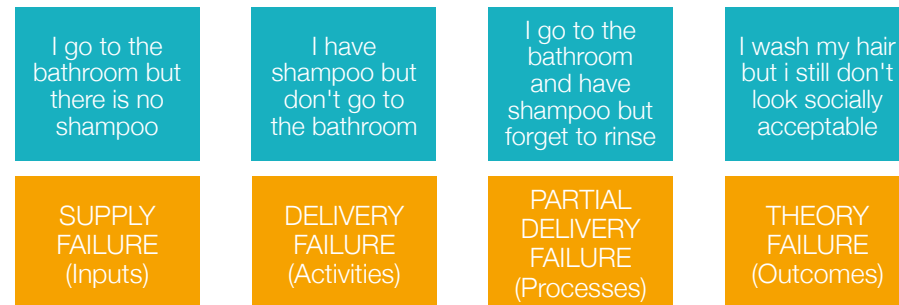 I go to the
bathroom but
there is no
shampoo
I have
shampoo but
don't go to
the bathroom
I go to the
bathroom
and have
shampoo but
forget to rinse
I wash my hair
but i still don't
look socially
acceptable
SUPPLY
FAILURE
(Inputs)
DELIVERY
FAILURE
(Activities)
PARTIAL
DELIVERY
FAILURE
(Processes)
THEORY
FAILURE
(Outcomes)